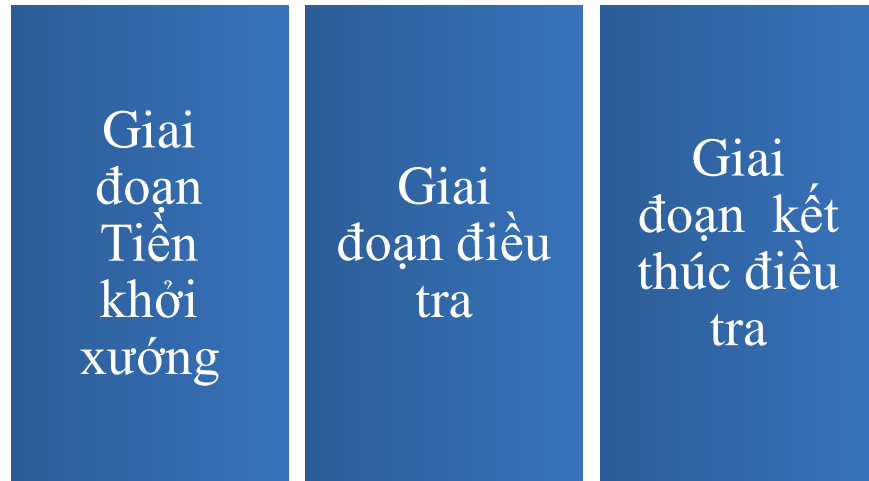 Giai
đoạn
Tiền
khởi
xướng
Giai
đoạn điều
tra
Giai
đoạn  kết
thúc điều
tra